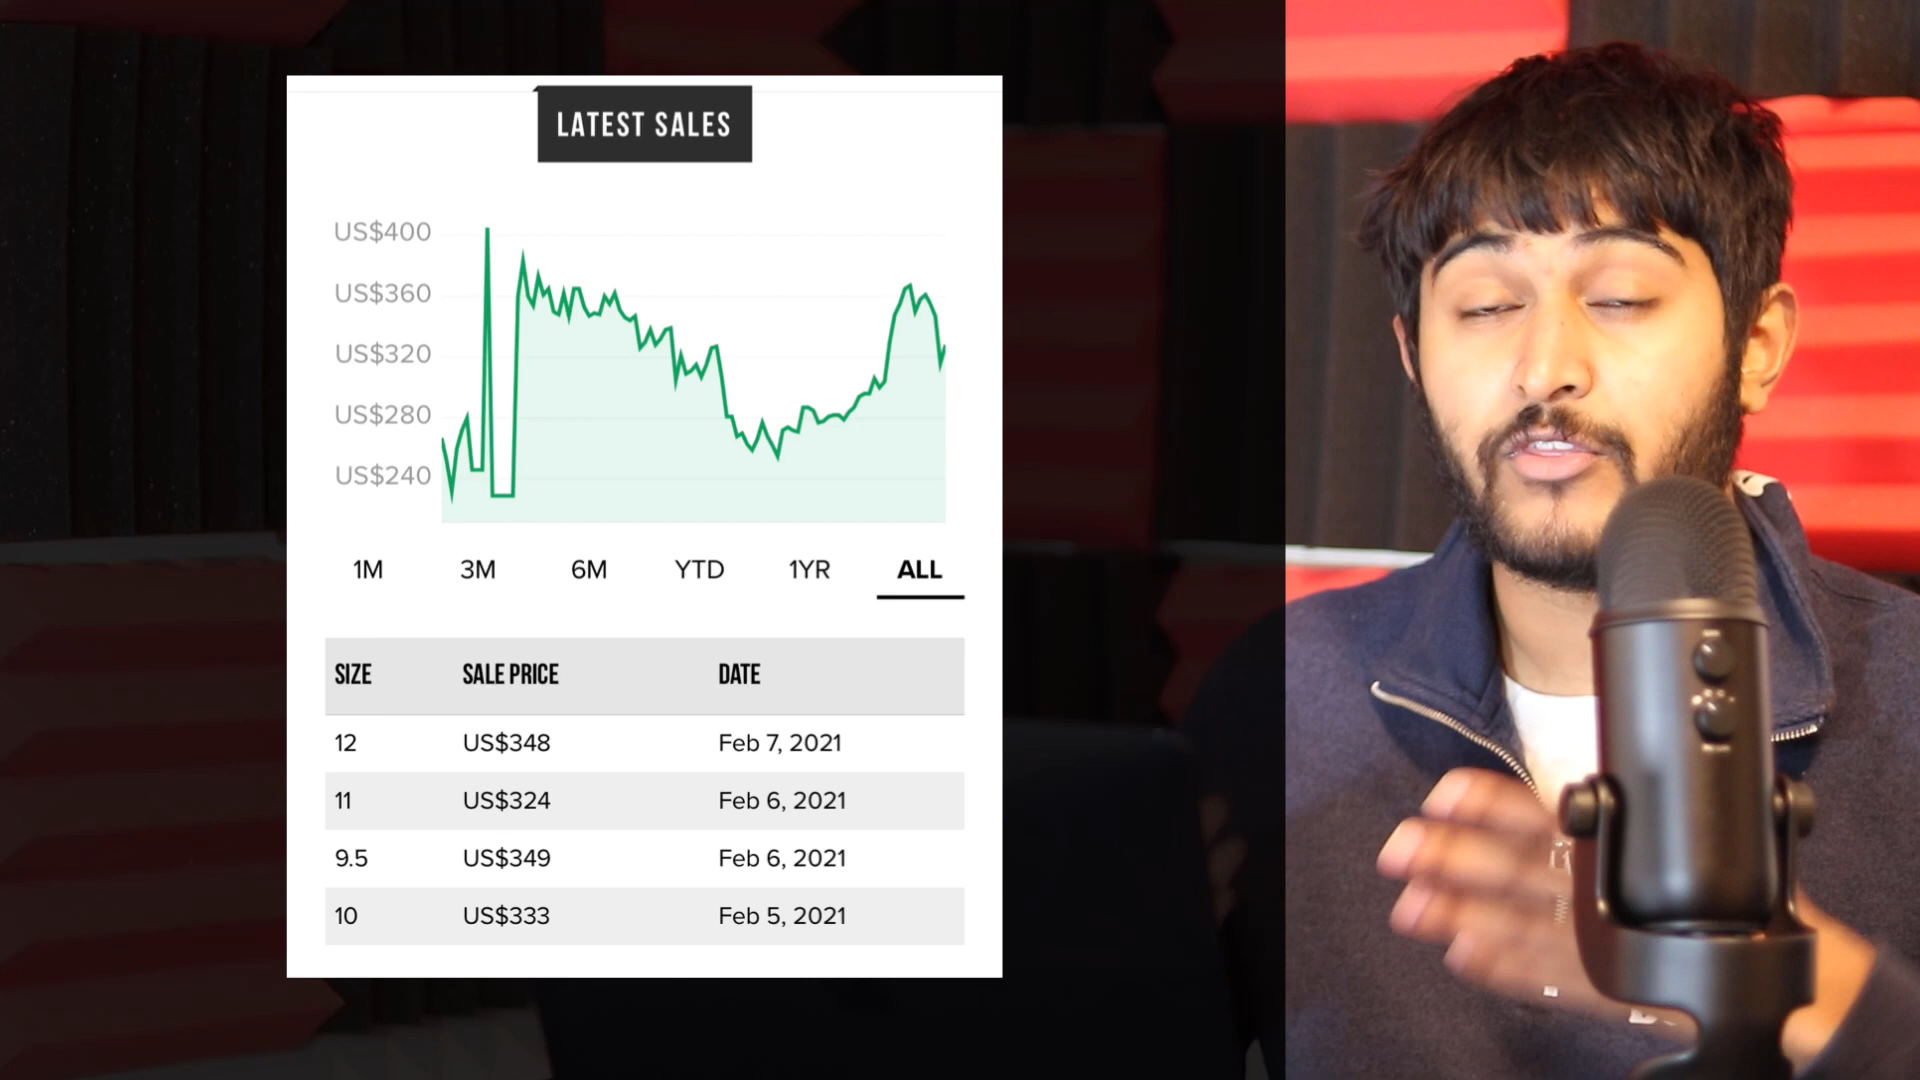 LATEST SALES
US$400
US$360
US$320
US$280
US$240
1M 3M 6M YTD 1YR ALL
SIZE SALE PRICE DATE
12 US$348 Feb 7, 2021
11 US$324 Feb 6, 2021
9.5 US$349 Feb 6, 2021
10 US$333 Feb 5, 2021